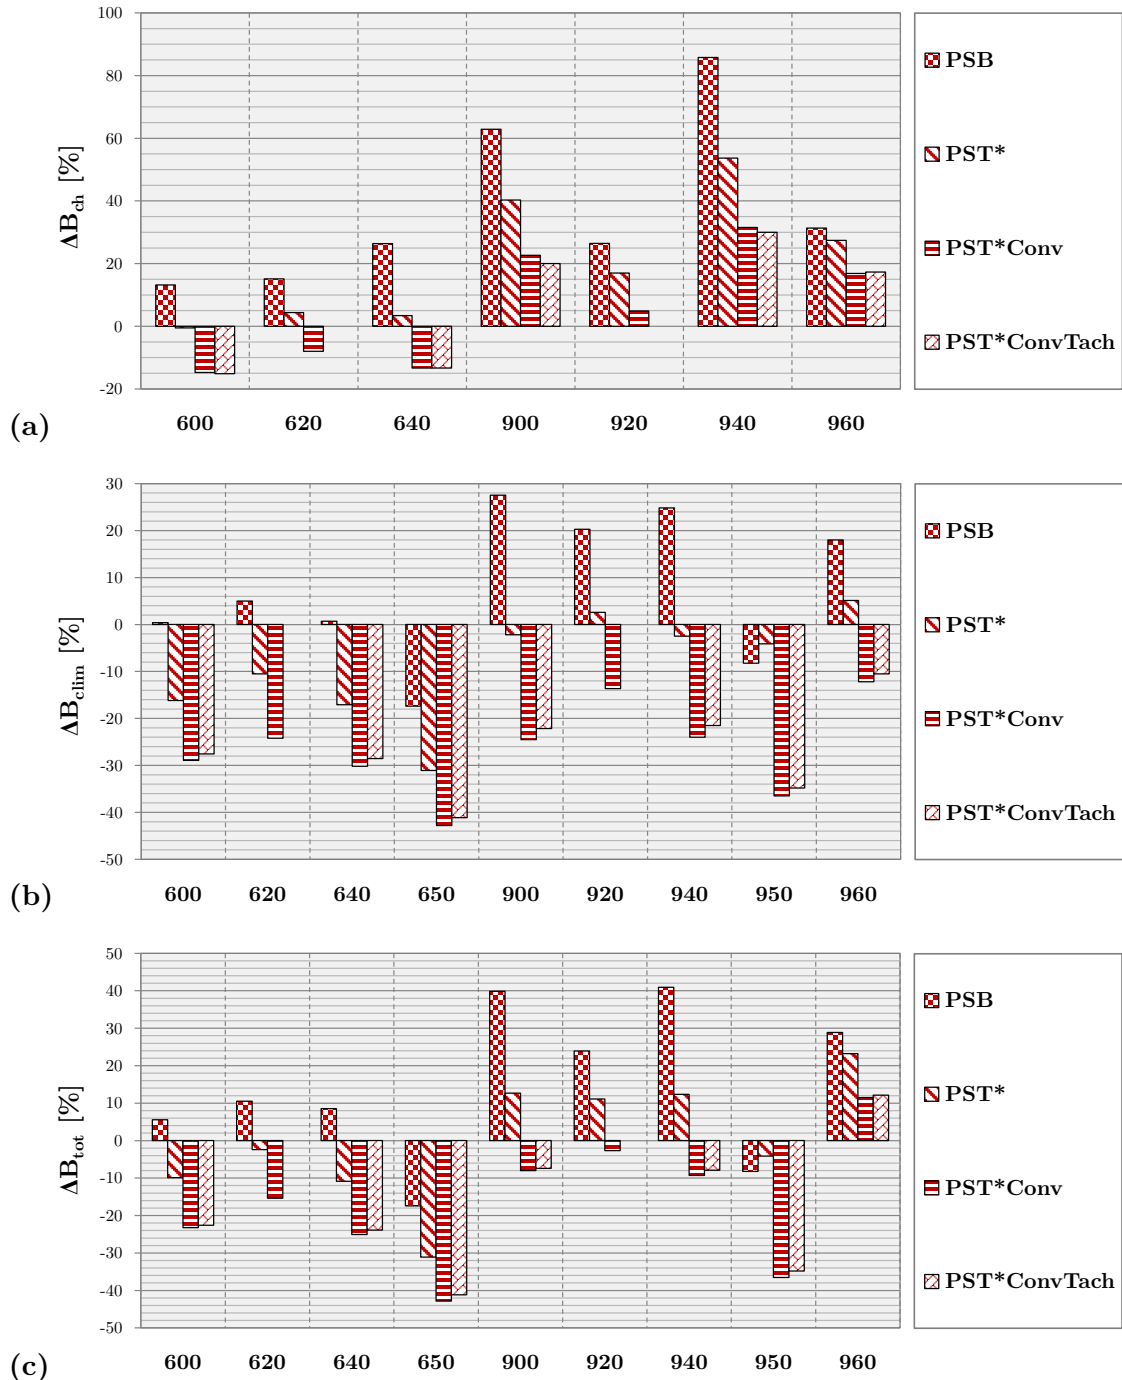 100
80
60
40
20
0
-20
ΔB_ch [%]
600 620 640 900 920 940 960
PSB
PST*
PST*Conv
PST*ConvTach
(a)
30
20
10
0
-10
-20
-30
-40
-50
ΔB_clim [%]
600 620 640 650 900 920 940 950 960
PSB
PST*
PST*Conv
PST*ConvTach
(b)
50
40
30
20
10
0
-10
-20
-30
-40
-50
ΔB_tot [%]
600 620 640 650 900 920 940 950 960
PSB
PST*
PST*Conv
PST*ConvTach
(c)